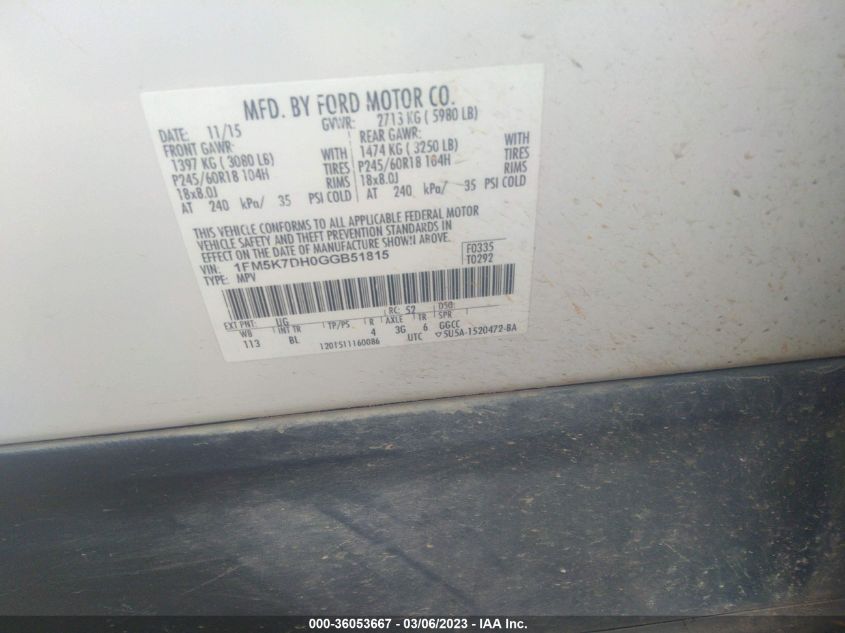 MFD. BY FORD MOTOR CO.
DATE: 11/15 GVWR: 2713 KG ( 5980 LB)
FRONT GAWR: REAR GAWR:
1397 KG ( 3080 LB) WITH 1474 KG ( 3250 LB) WITH
P245/60R18 104H TIRES P245/60R18 104H TIRES
18x8.0J RIMS 18x8.0J RIMS
AT 240 kPa/ 35 PSI COLD AT 240 kPa/ 35 PSI COLD
THIS VEHICLE CONFORMS TO ALL APPLICABLE FEDERAL MOTOR
VEHICLE SAFETY AND THEFT PREVENTION STANDARDS IN
EFFECT ON THE DATE OF MANUFACTURE SHOWN ABOVE.
VIN: 1FM5K7DH0GGB51815 F0335
TYPE: MPV T0292
EXT PNT: UG RC: 52 DSO:
WB INT TR TP/PS R AXLE TR SPR
113 BL 4 3G 6 GGCC
1201511160086 UTC ▽5U5A-1520472-BA
000-36053667 - 03/06/2023 - IAA Inc.